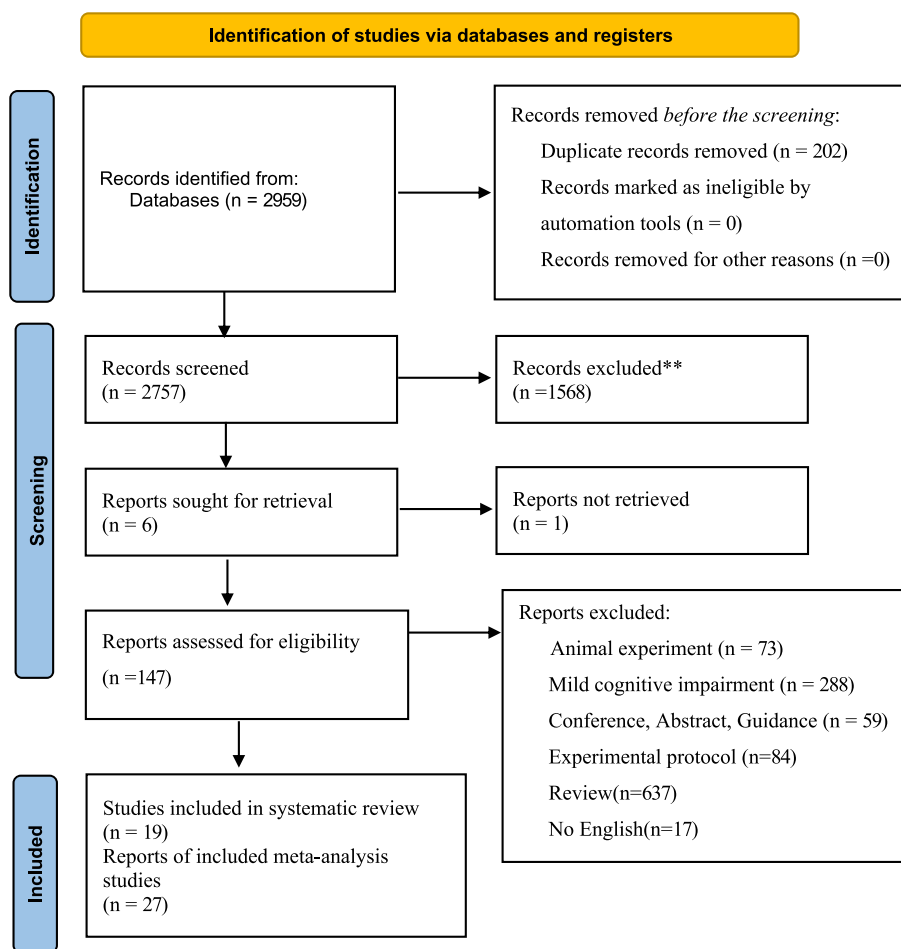 Identification of studies via databases and registers
Identification
Records identified from:
Databases (n = 2959)
Records removed before the screening:
Duplicate records removed (n = 202)
Records marked as ineligible by
automation tools (n = 0)
Records removed for other reasons (n =0)
Screening
Records screened
(n = 2757)
Records excluded**
(n =1568)
Reports sought for retrieval
(n = 6)
Reports not retrieved
(n = 1)
Reports assessed for eligibility
(n =147)
Reports excluded:
Animal experiment (n = 73)
Mild cognitive impairment (n = 288)
Conference, Abstract, Guidance (n = 59)
Experimental protocol (n=84)
Review(n=637)
No English(n=17)
Included
Studies included in systematic review
(n = 19)
Reports of included meta-analysis
studies
(n = 27)